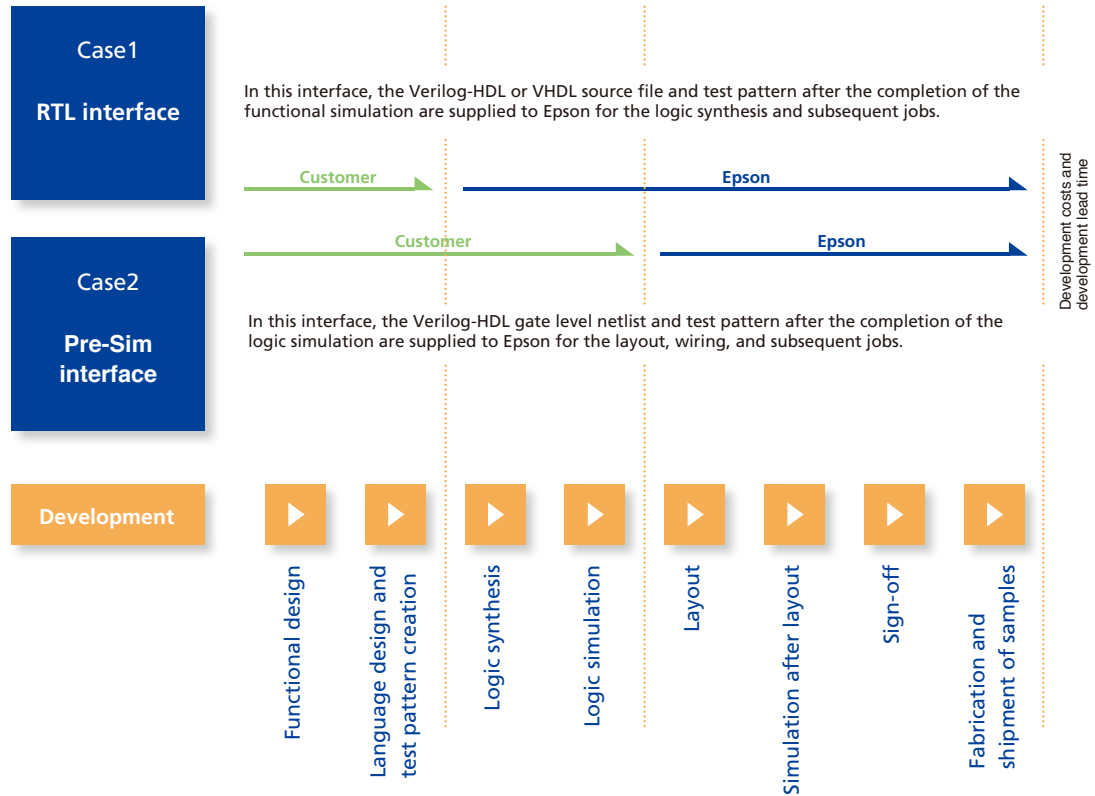 Case1
RTL interface
In this interface, the Verilog-HDL or VHDL source file and test pattern after the completion of the
functional simulation are supplied to Epson for the logic synthesis and subsequent jobs.
Customer
Epson
Development costs and
development lead time
Customer
Epson
Case2
Pre-Sim
interface
In this interface, the Verilog-HDL gate level netlist and test pattern after the completion of the
logic simulation are supplied to Epson for the layout, wiring, and subsequent jobs.
Development
Functional design
Language design and
test pattern creation
Logic synthesis
Logic simulation
Layout
Simulation after layout
Sign-off
Fabrication and
shipment of samples